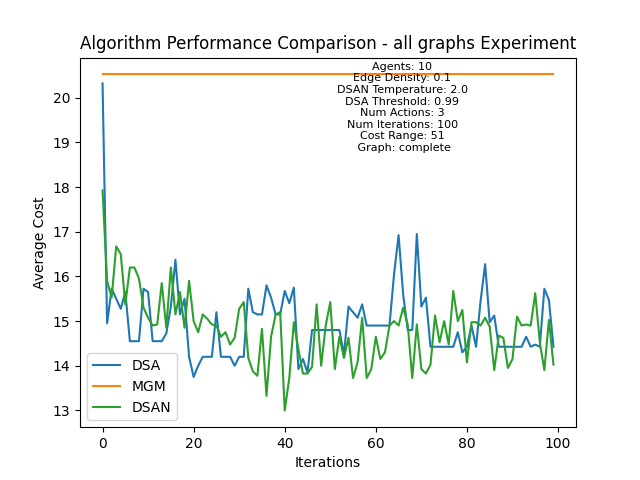 Algorithm Performance Comparison - all graphs Experiment
Agents: 10
Edge Density: 0.1
DSAN Temperature: 2.0
DSA Threshold: 0.99
Num Actions: 3
Num Iterations: 100
Cost Range: 51
Graph: complete
Average Cost
20
19
18
17
16
15
14
13
DSA
MGM
DSAN
0 20 40 60 80 100
Iterations